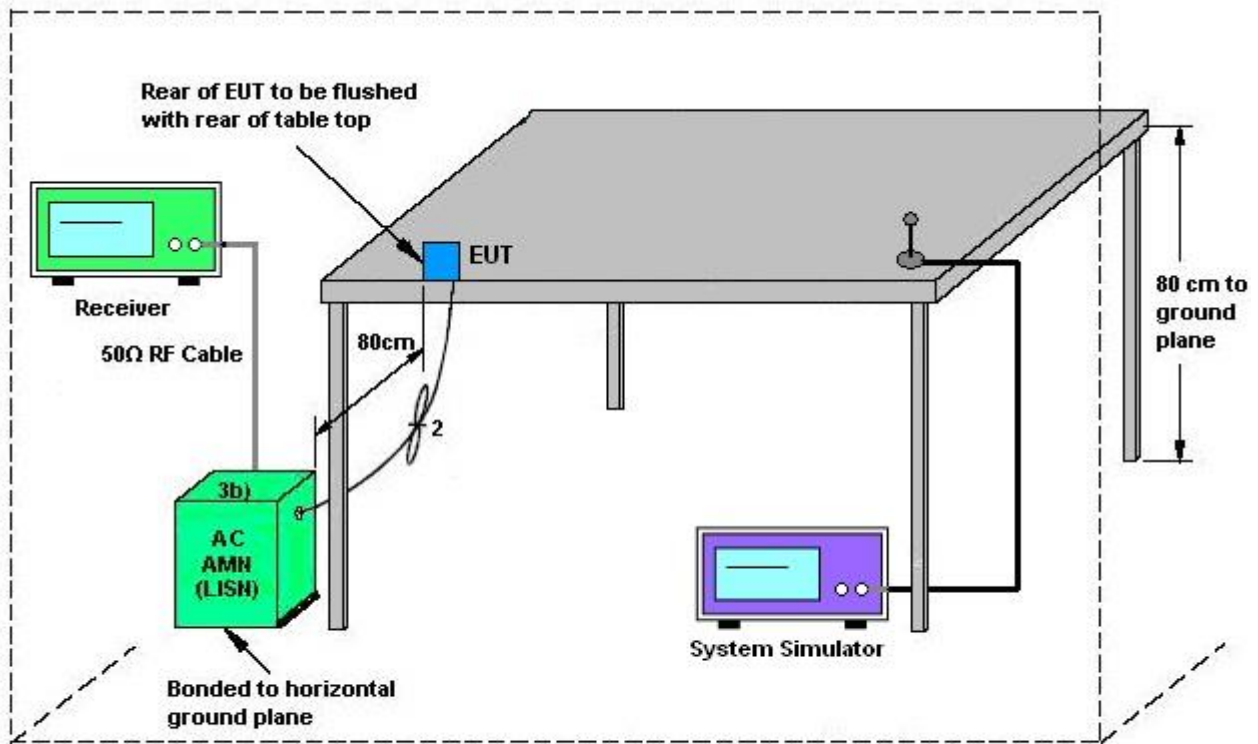 Rear of EUT to be flushed
with rear of table top
EUT
Receiver
50Ω RF Cable
80cm
80 cm to
ground
plane
2
3b)
AC
AMN
(LISN)
System Simulator
Bonded to horizontal
ground plane